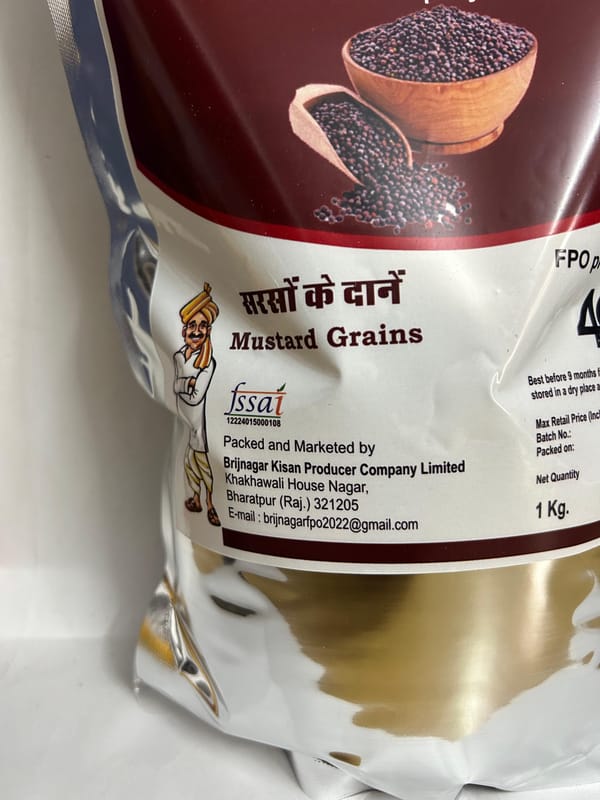 सरसों के दानें
Mustard Grains
fssai
12224015000108
Packed and Marketed by
Brijnagar Kisan Producer Company Limited
Khakhawali House Nagar,
Bharatpur (Raj.) 321205
E-mail : brijnagarfpo2022@gmail.com
FPO
Best before 9 months
stored in a dry place
Max Retail Price
Batch No.:
Packed on:
Net Quantity
1 Kg.